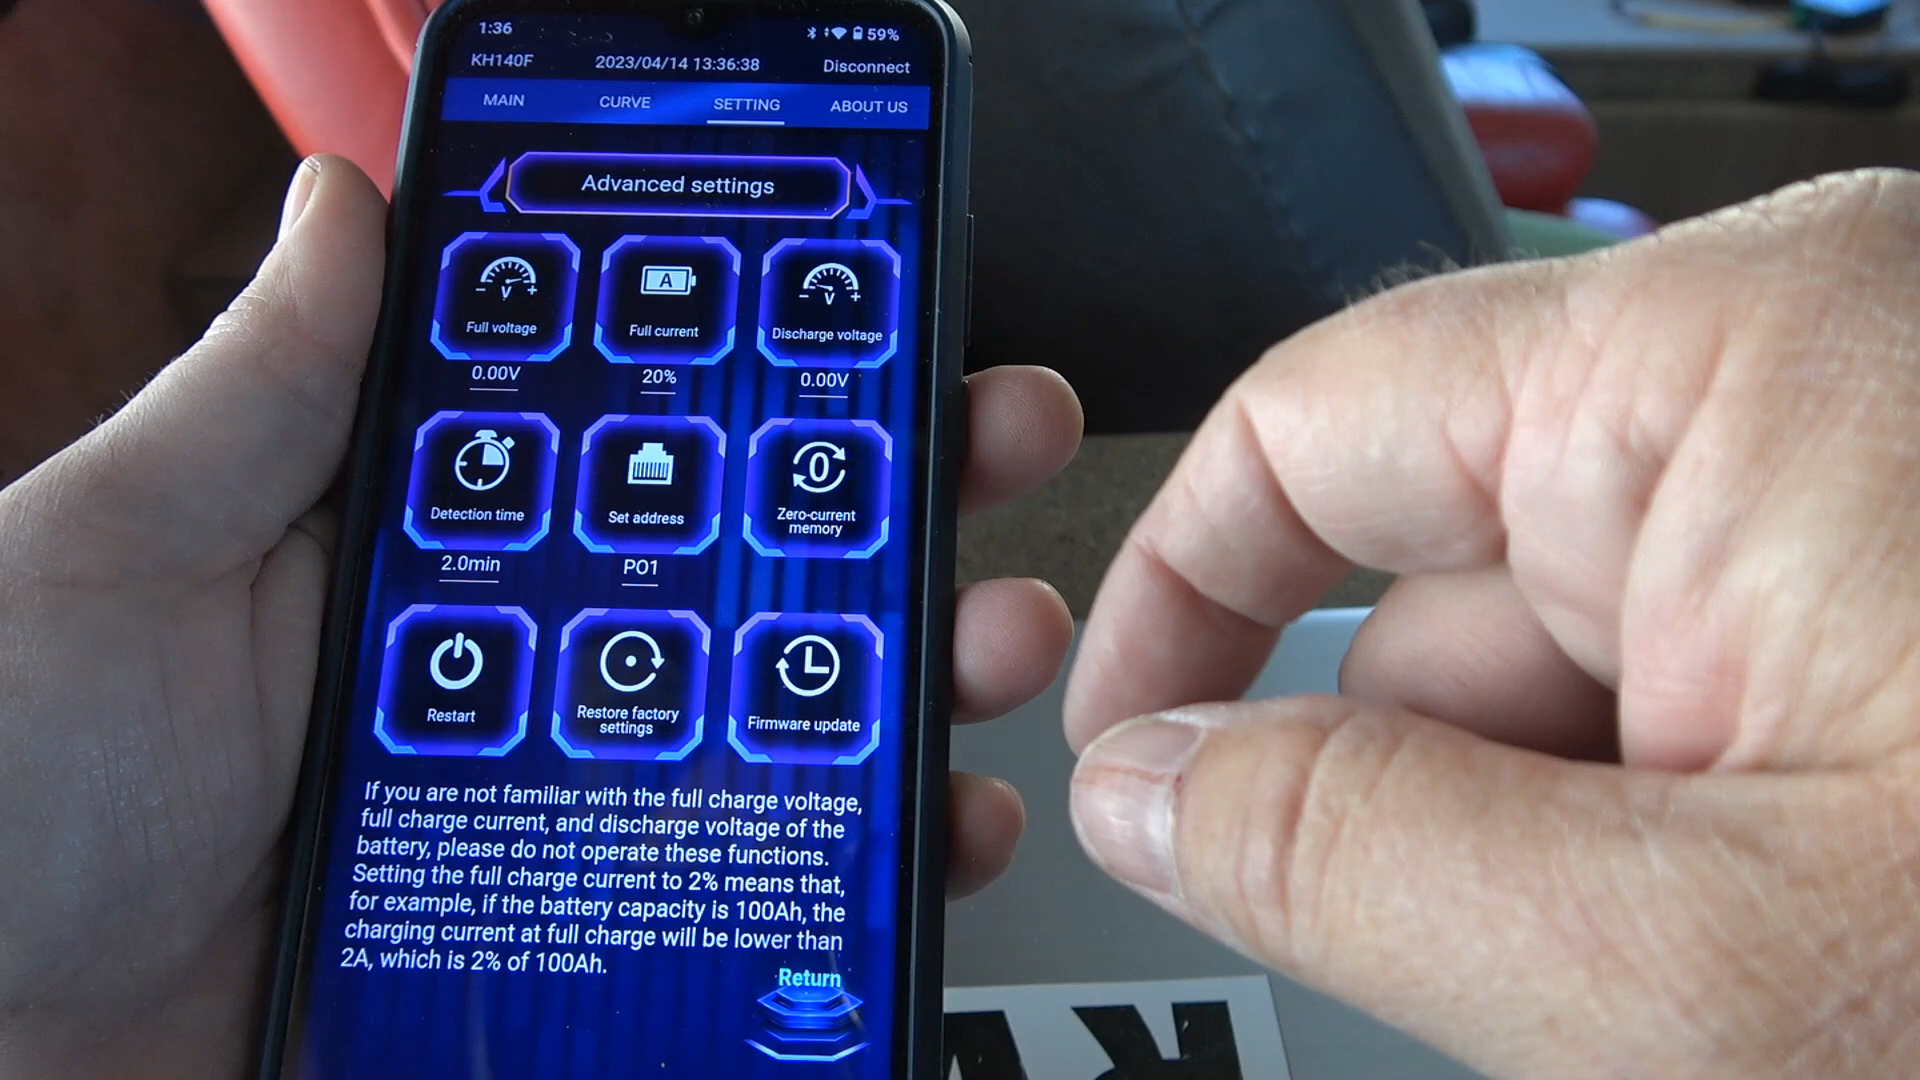 1:36 59%
KH140F 2023/04/14 13:36:38 Disconnect
MAIN CURVE SETTING ABOUT US
Advanced settings
- V + A - V +
Full voltage Full current Discharge voltage
0.00V 20% 0.00V
0
Detection time Set address Zero-current
memory
2.0min P01
Restart Restore factory
settings Firmware update
If you are not familiar with the full charge voltage,
full charge current, and discharge voltage of the
battery, please do not operate these functions.
Setting the full charge current to 2% means that,
for example, if the battery capacity is 100Ah, the
charging current at full charge will be lower than
2A, which is 2% of 100Ah.
Return